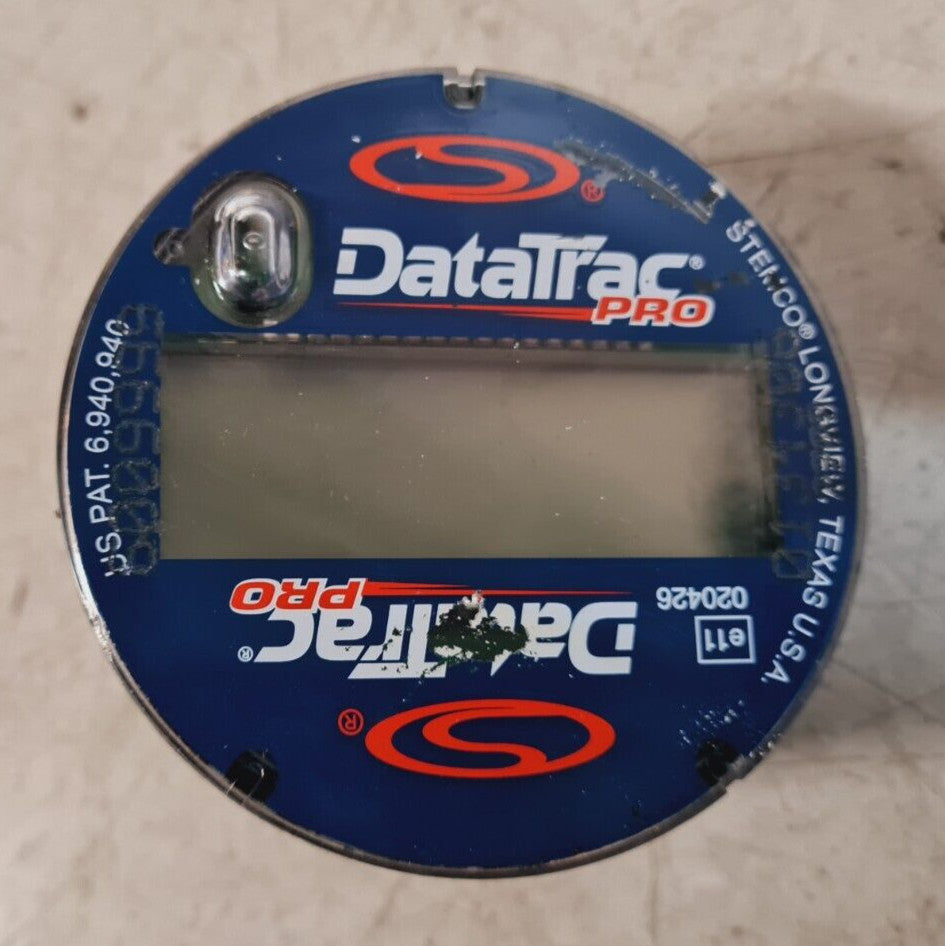 ®
DataTrac®
PRO
STEMCO® LONGVIEW, TEXAS U.S.A.
US PAT. 6,940,940
DataTrac®
PRO
®
020426
e11